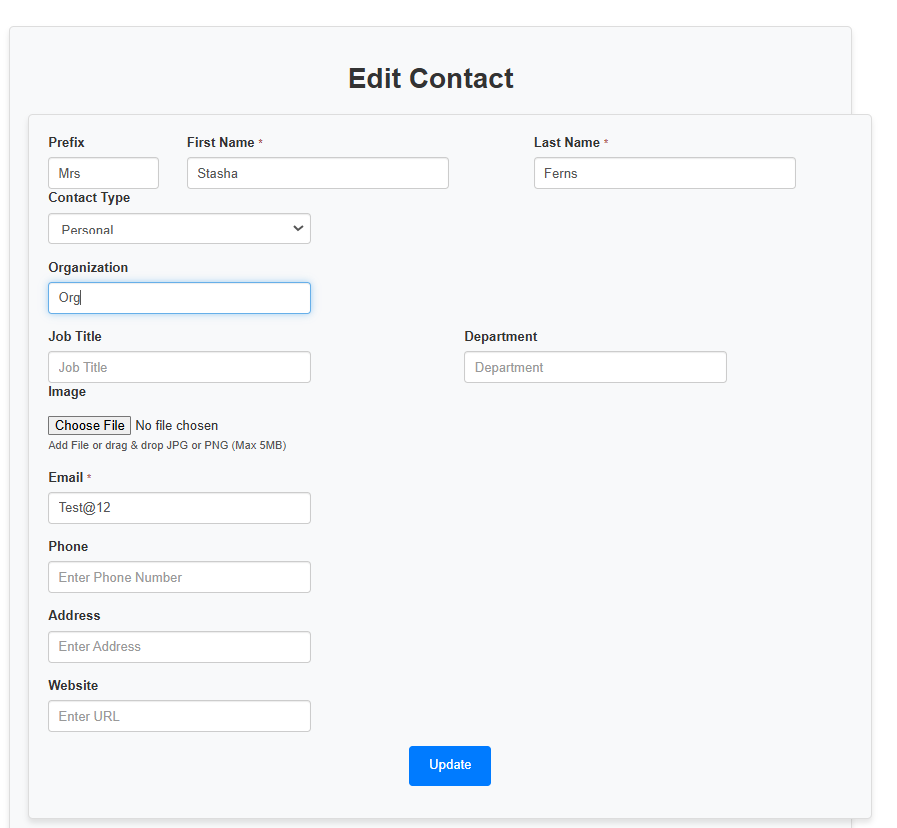 Edit Contact
Prefix First Name * Last Name *
Mrs Stasha Ferns
Contact Type
Personal
Organization
Org
Job Title Department
Job Title Department
Image
Choose File No file chosen
Add File or drag & drop JPG or PNG (Max 5MB)
Email *
Test@12
Phone
Enter Phone Number
Address
Enter Address
Website
Enter URL
Update